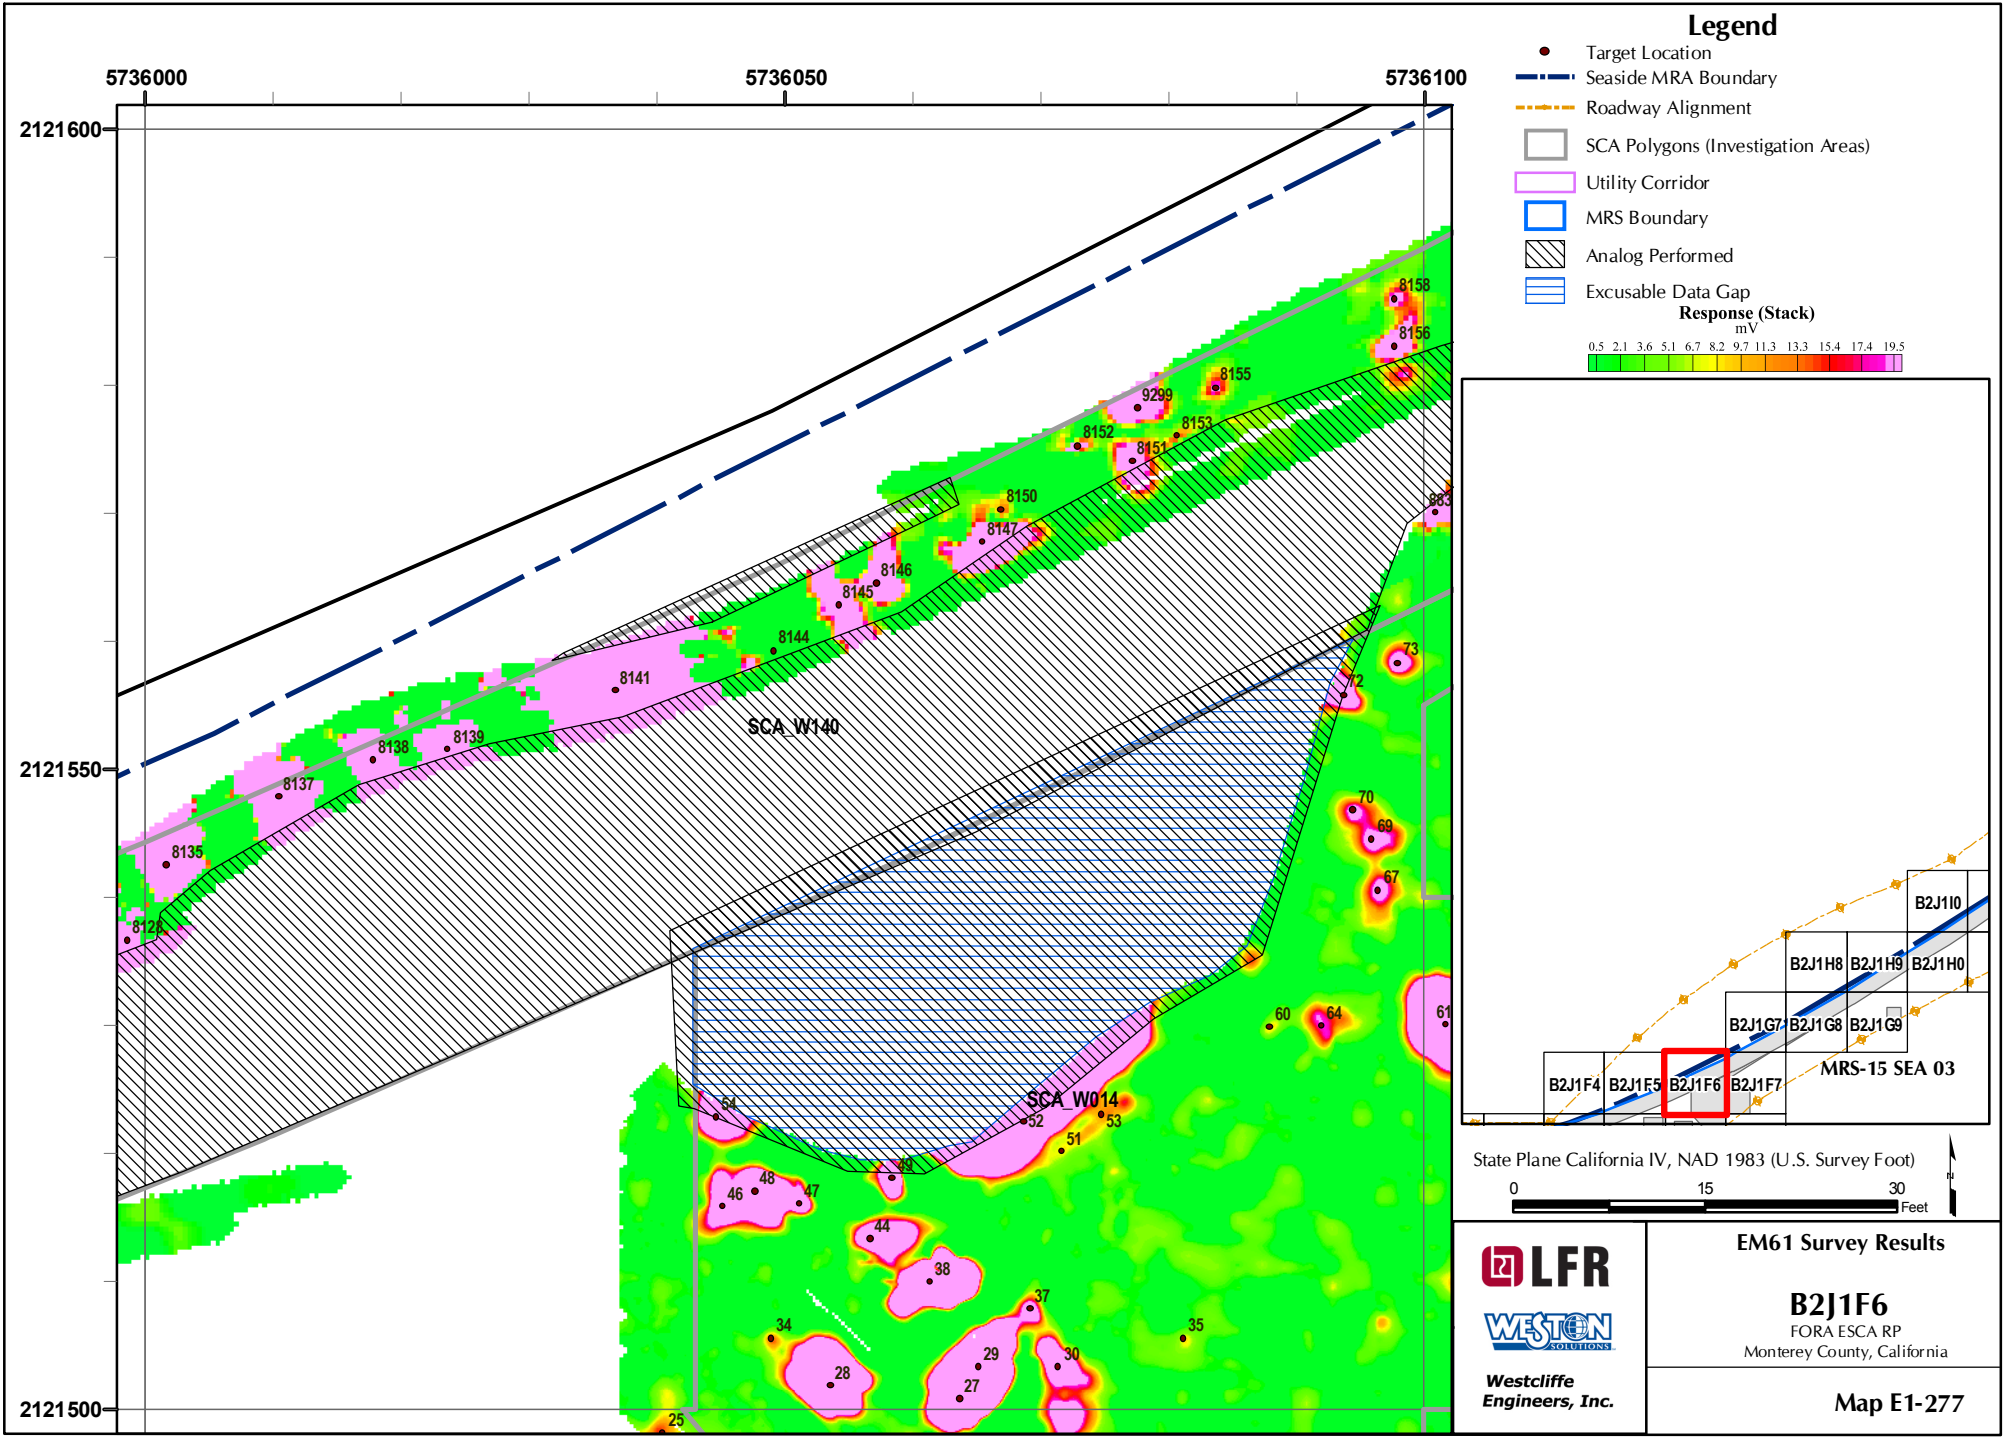 Legend
Target Location
Seaside MRA Boundary
Roadway Alignment
SCA Polygons (Investigation Areas)
Utility Corridor
MRS Boundary
Analog Performed
Excusable Data Gap
Response (Stack)
mV
0.5 2.1 3.6 5.1 6.7 8.2 9.7 11.3 13.3 15.4 17.4 19.5
5736000 5736050 5736100
2121600
2121550
2121500
8158
8156
8155
9299
8153
8152
8151
8150
8147
8146
8145
8144
8141
8139
8138
8137
8135
8123
883
SCA_W140
73
72
70
69
67
61
64
60
SCA_W014
54
52
53
51
49
48
47
46
44
38
37
35
34
30
29
28
27
25
B2J1I0
B2J1H8 B2J1H9 B2J1H0
B2J1G7 B2J1G8 B2J1G9
B2J1F4 B2J1F5 B2J1F6 B2J1F7
MRS-15 SEA 03
State Plane California IV, NAD 1983 (U.S. Survey Foot)
0 15 30
Feet
N
LFR
WESTON
SOLUTIONS
Westcliffe
Engineers, Inc.
EM61 Survey Results
B2J1F6
FORA ESCA RP
Monterey County, California
Map E1-277